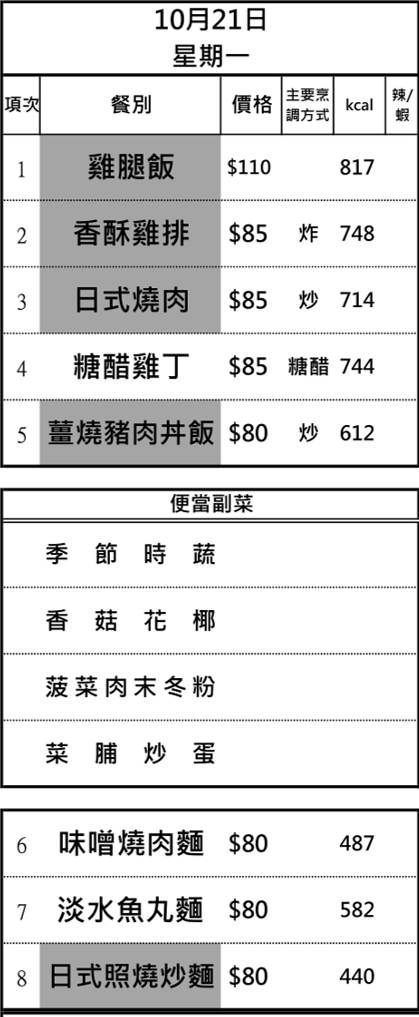 10月21日
星期一
項次 餐別 價格 主要烹調方式 kcal 辣/蝦
1 雞腿飯 $110 817
2 香酥雞排 $85 炸 748
3 日式燒肉 $85 炒 714
4 糖醋雞丁 $85 糖醋 744
5 薑燒豬肉丼飯 $80 炒 612
便當副菜
季節時蔬
香菇花椰
菠菜肉末冬粉
菜脯炒蛋
6 味噌燒肉麵 $80 487
7 淡水魚丸麵 $80 582
8 日式照燒炒麵 $80 440